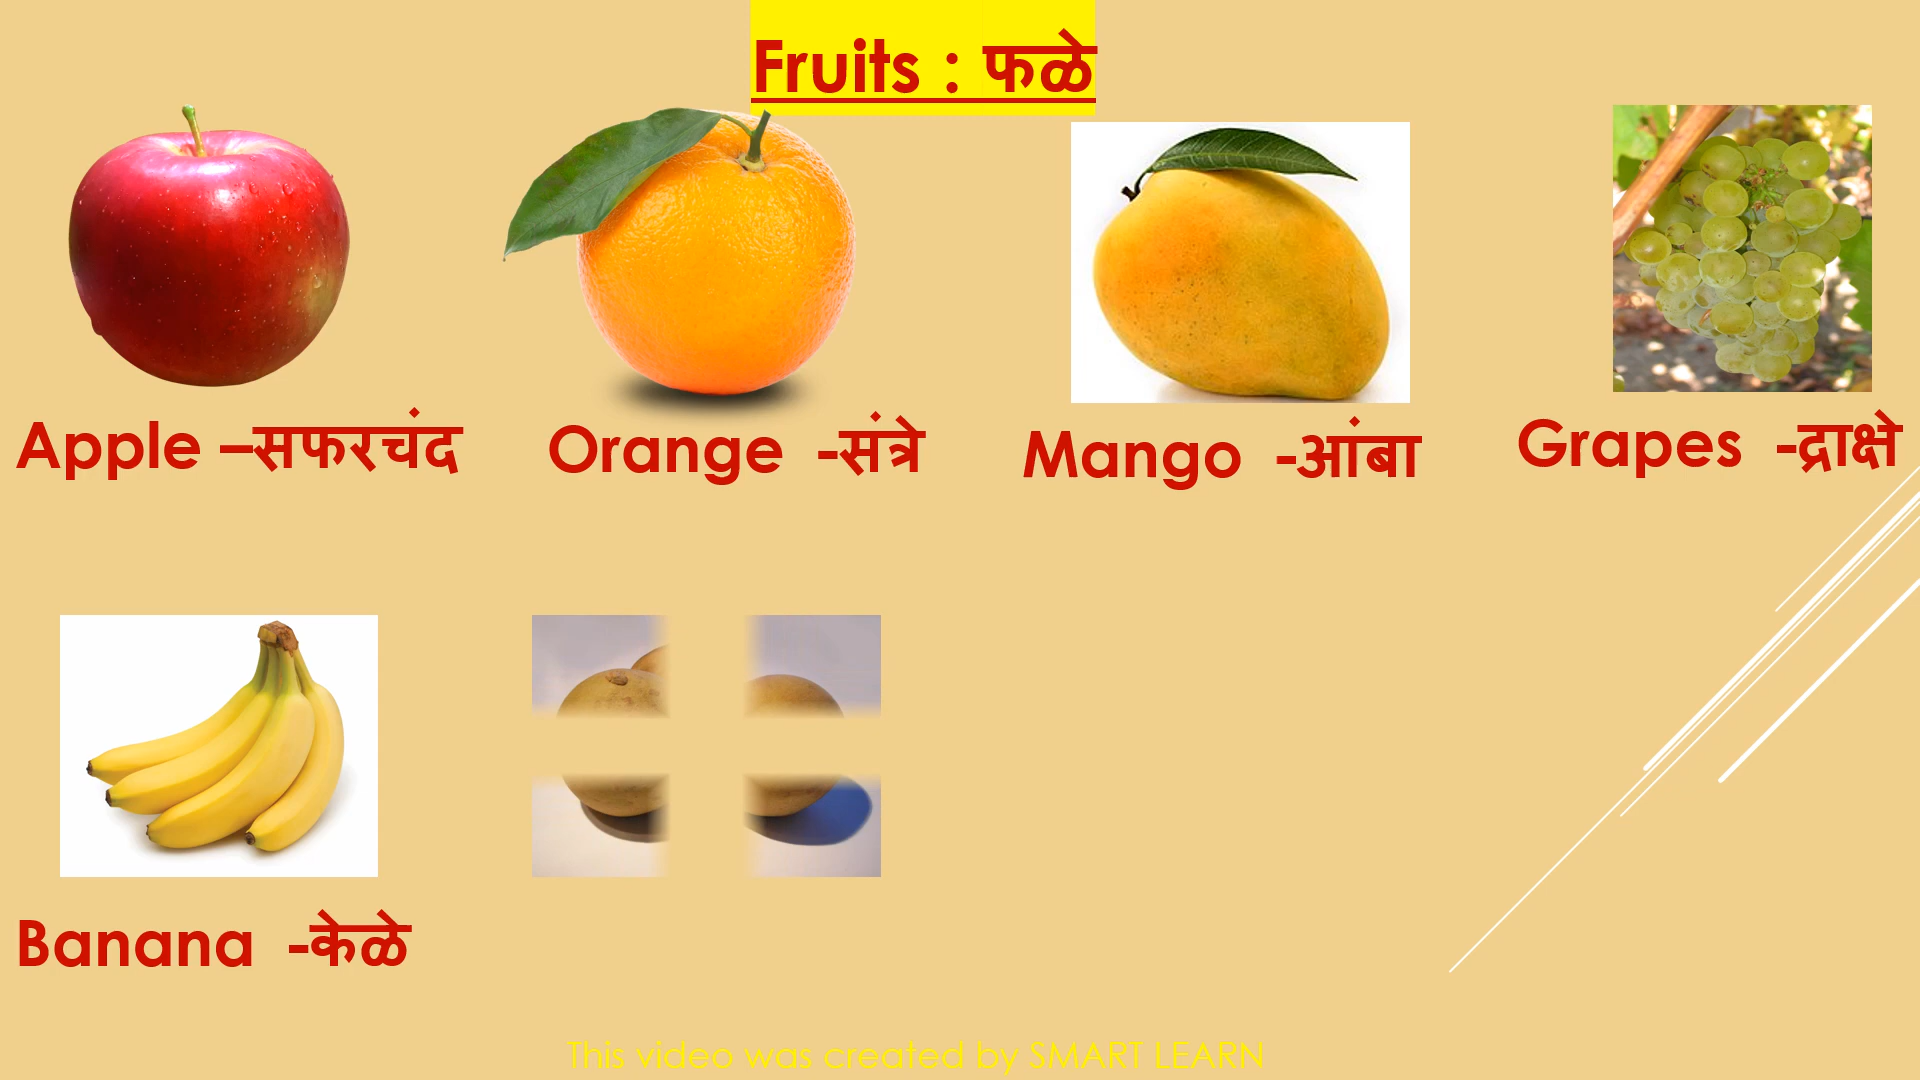 Fruits : फळे
Apple –सफरचंद
Orange -संत्रे
Mango -आंबा
Grapes -द्राक्षे
Banana -केळे
This video was created by SMART LEARN